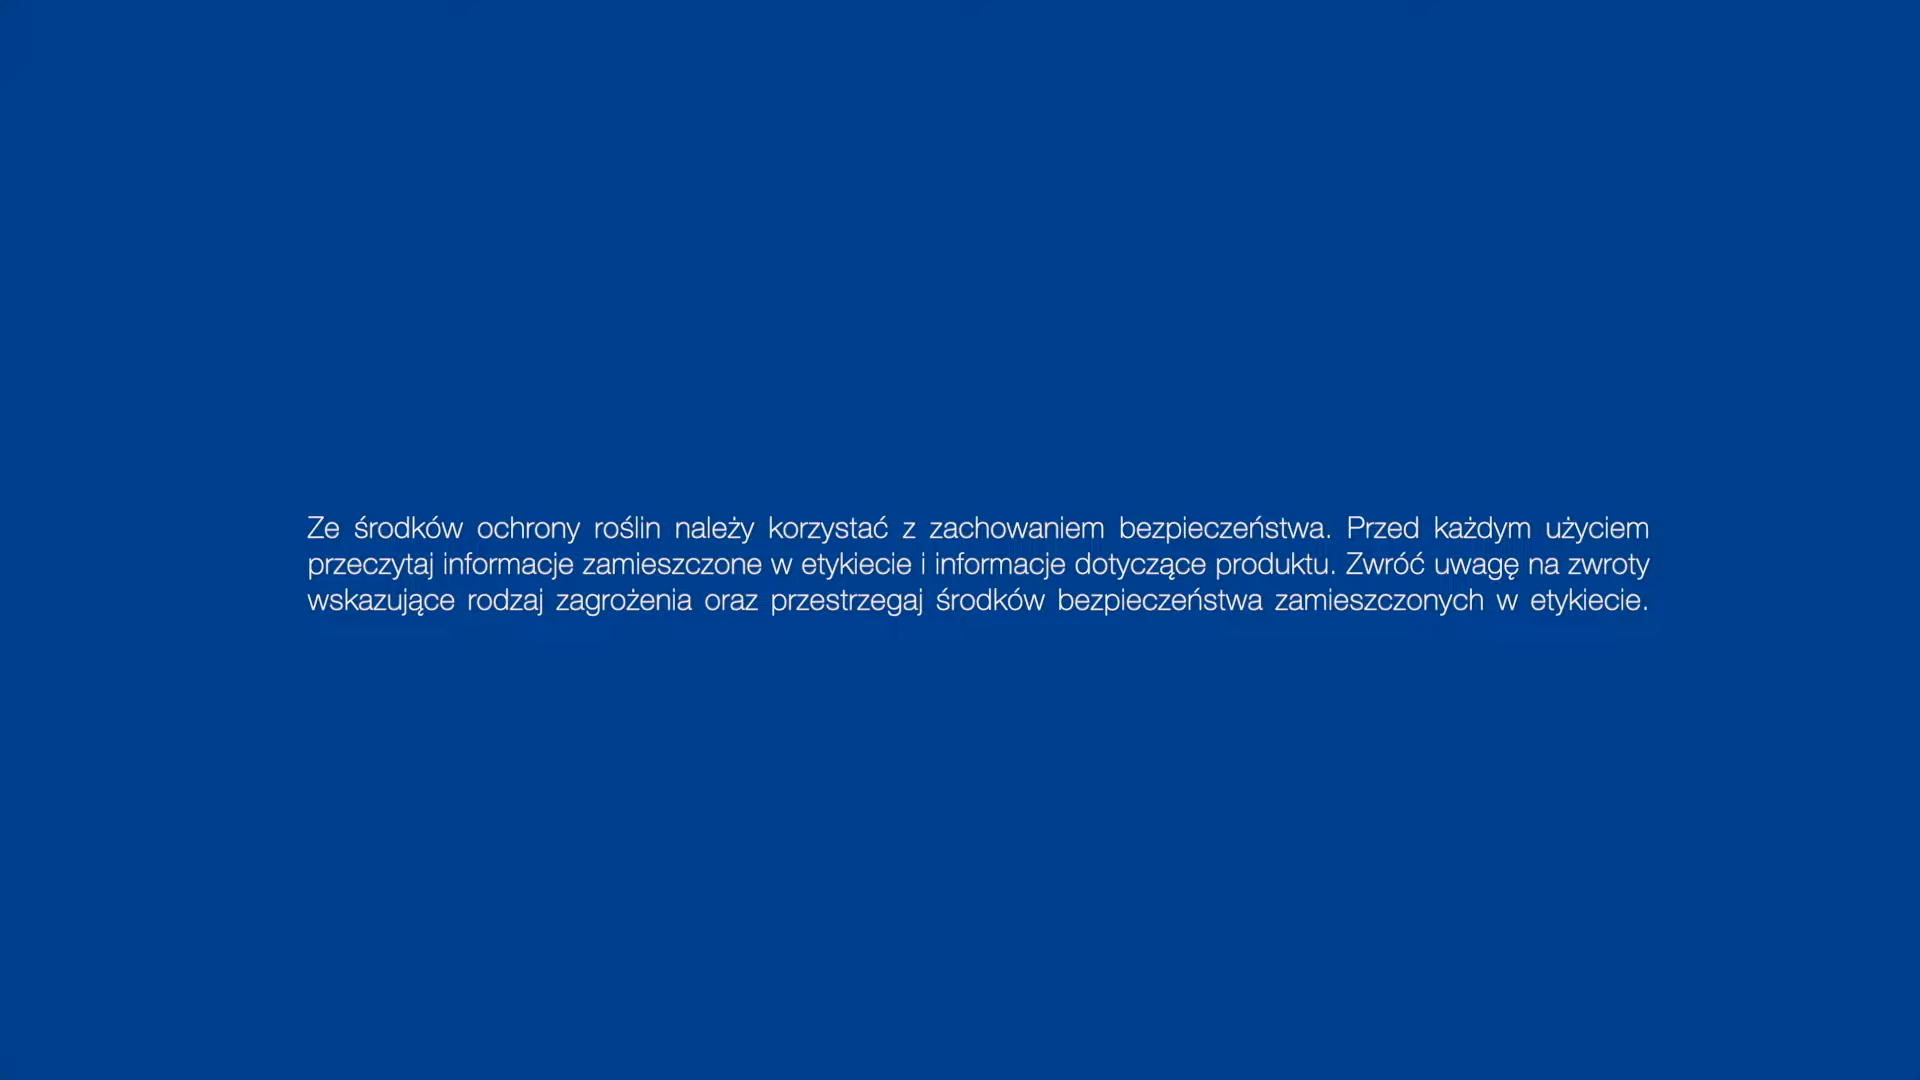 Ze środków ochrony roślin należy korzystać z zachowaniem bezpieczeństwa. Przed każdym użyciem
przeczytaj informacje zamieszczone w etykiecie i informacje dotyczące produktu. Zwróć uwagę na zwroty
wskazujące rodzaj zagrożenia oraz przestrzegaj środków bezpieczeństwa zamieszczonych w etykiecie.